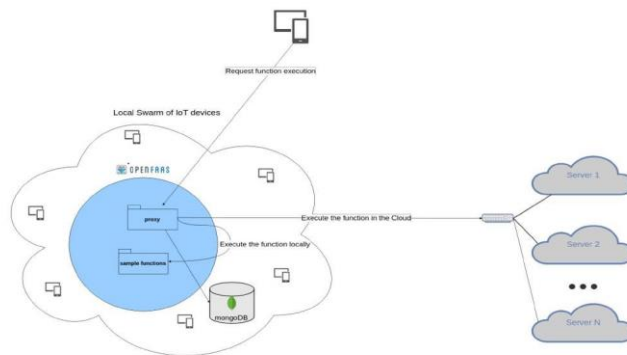 Request function execution
Local Swarm of IoT devices
OPENFAAS
Server 1
proxy
Execute the function in the Cloud
Execute the function locally
Server 2
sample functions
mongoDB
Server N